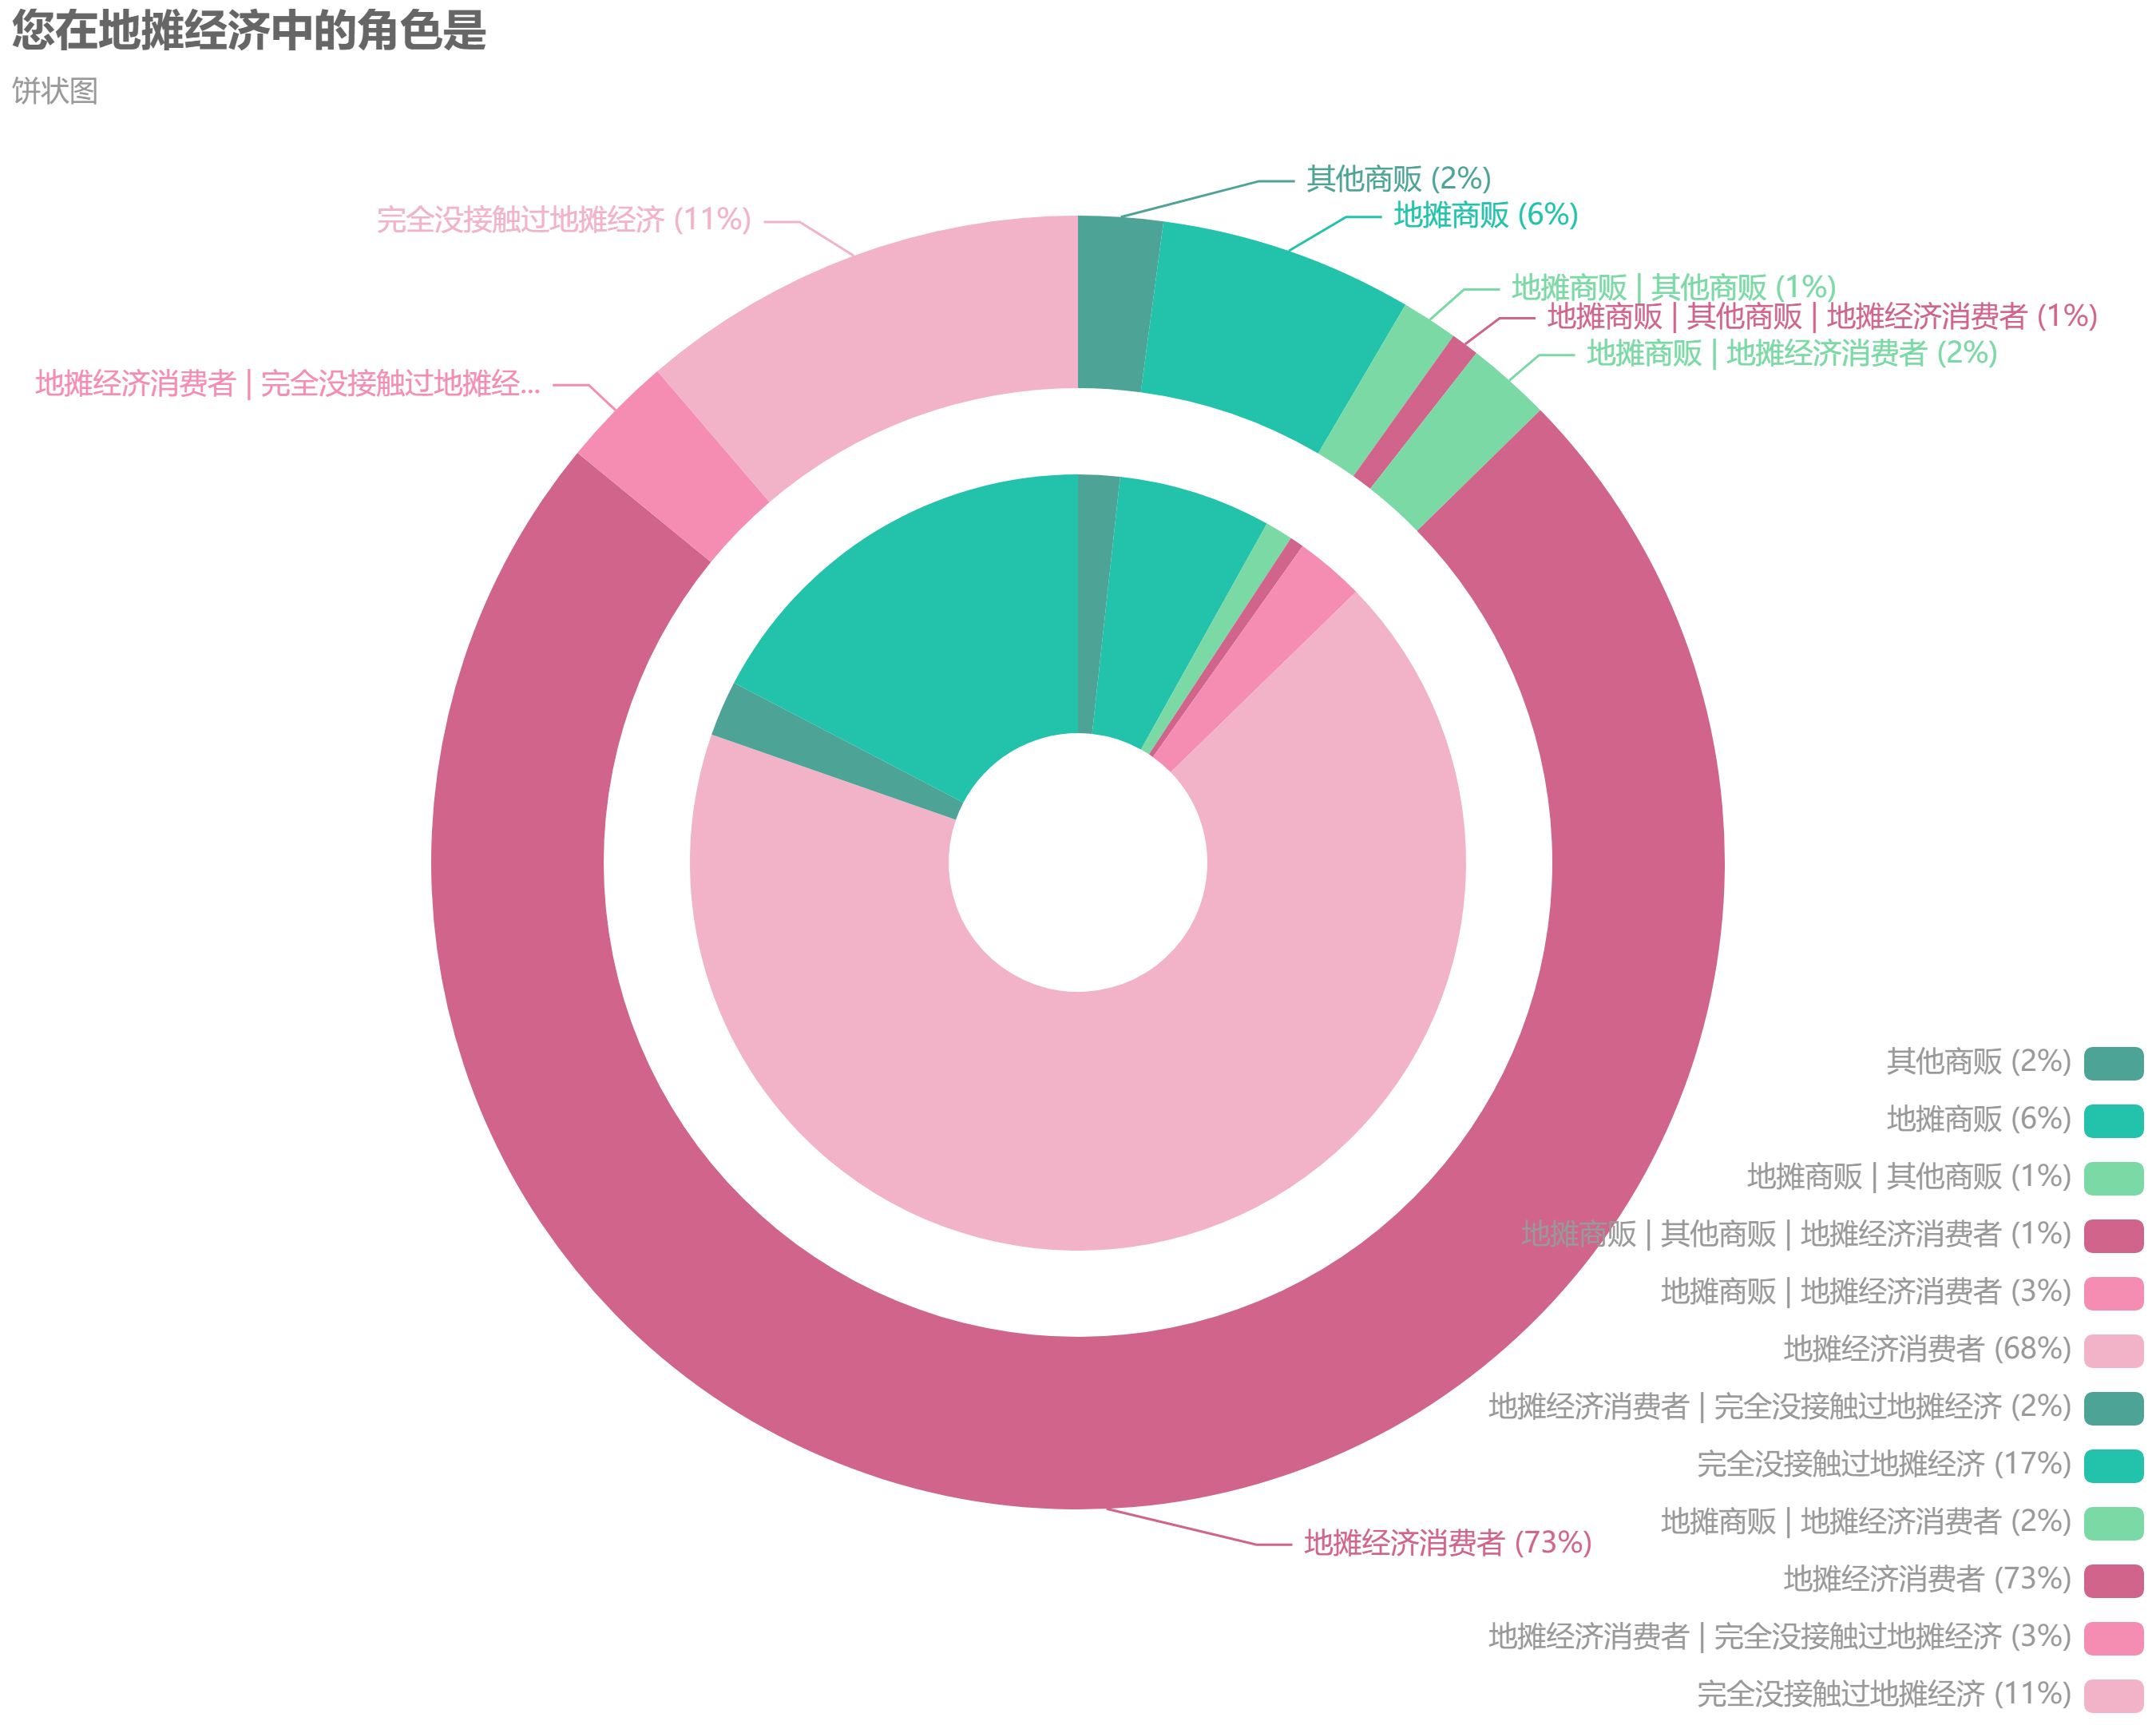 您在地摊经济中的角色是
饼状图
其他商贩 (2%)
地摊商贩 (6%)
完全没接触过地摊经济 (11%)
地摊商贩 | 其他商贩 (1%)
地摊商贩 | 其他商贩 | 地摊经济消费者 (1%)
地摊商贩 | 地摊经济消费者 (2%)
地摊经济消费者 | 完全没接触过地摊经...
地摊经济消费者 (73%)
其他商贩 (2%)
地摊商贩 (6%)
地摊商贩 | 其他商贩 (1%)
地摊商贩 | 其他商贩 | 地摊经济消费者 (1%)
地摊商贩 | 地摊经济消费者 (3%)
地摊经济消费者 (68%)
地摊经济消费者 | 完全没接触过地摊经济 (2%)
完全没接触过地摊经济 (17%)
地摊商贩 | 地摊经济消费者 (2%)
地摊经济消费者 (73%)
地摊经济消费者 | 完全没接触过地摊经济 (3%)
完全没接触过地摊经济 (11%)